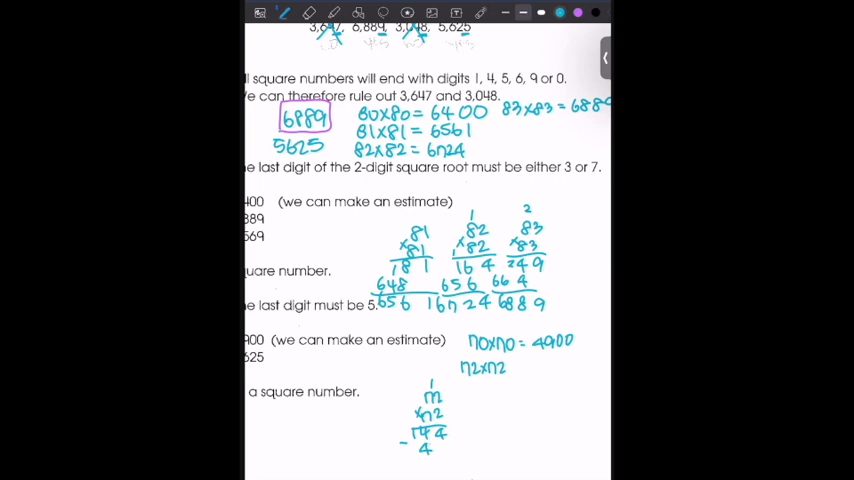 3,647, 6,889, 3,048, 5,625
yes yes
ll square numbers will end with digits 1, 4, 5, 6, 9 or 0.
e can therefore rule out 3,647 and 3,048.
6889 80x80 = 6400 83x83 = 6889
5625 81x81 = 6561
82x82 = 6724
e last digit of the 2-digit square root must be either 3 or 7.
400 (we can make an estimate)
889
569
1 2
81 82 83
x81 x82 x83
81 164 249
648 656 664
6561 6724 6889
uare number.
e last digit must be 5.
900 (we can make an estimate) 70x70 = 4900
625 72x72
a square number.
1
72
x72
144
4